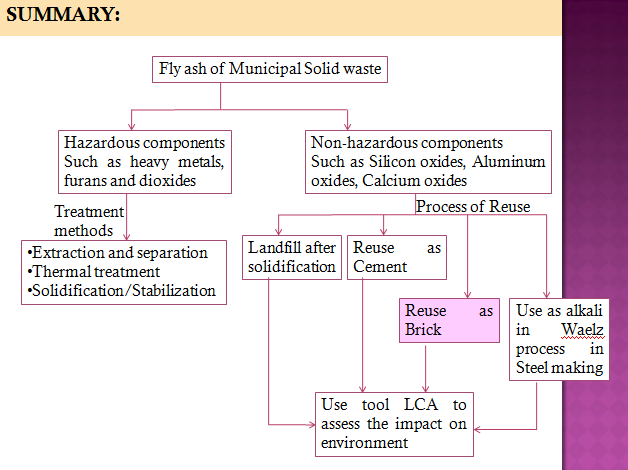 SUMMARY:
Fly ash of Municipal Solid waste
Hazardous components
Such as heavy metals,
furans and dioxides
Non-hazardous components
Such as Silicon oxides, Aluminum
oxides, Calcium oxides
Treatment
methods
Process of Reuse
•Extraction and separation
•Thermal treatment
•Solidification/Stabilization
Landfill after
solidification
Reuse as
Cement
Reuse as
Brick
Use as alkali
in Waelz
process in
Steel making
Use tool LCA to
assess the impact on
environment